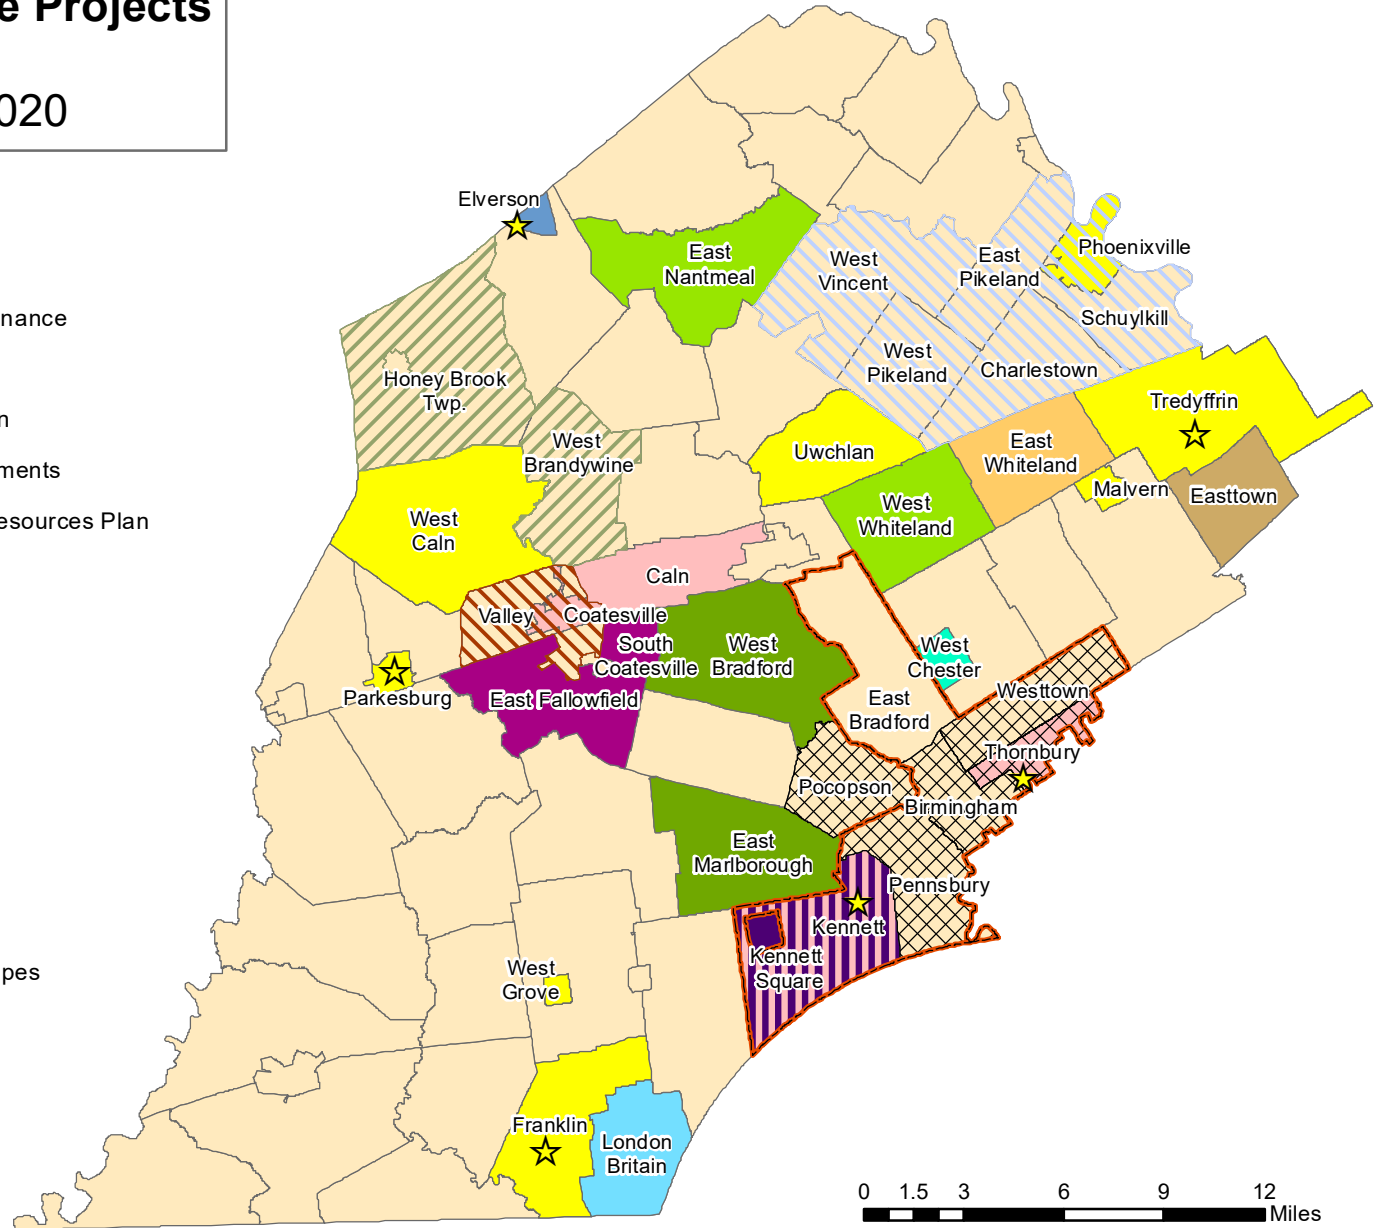 e Projects
020
nance
n
ments
esources Plan
pes
Elverson
East
Nantmeal
West
Vincent
East
Pikeland
Phoenixville
Schuylkill
Honey Brook
Twp.
West
Pikeland
Charlestown
Tredyffrin
West
Brandywine
Uwchlan
East
Whiteland
Malvern
Easttown
West
Caln
West
Whiteland
Caln
Valley
Coatesville
South
Coatesville
West
Bradford
West
Chester
Parkesburg
East Fallowfield
East
Bradford
Westtown
Thornbury
Pocopson
Birmingham
East
Marlborough
Pennsbury
Kennett
Kennett
Square
West
Grove
Franklin
London
Britain
0 1.5 3 6 9 12
Miles